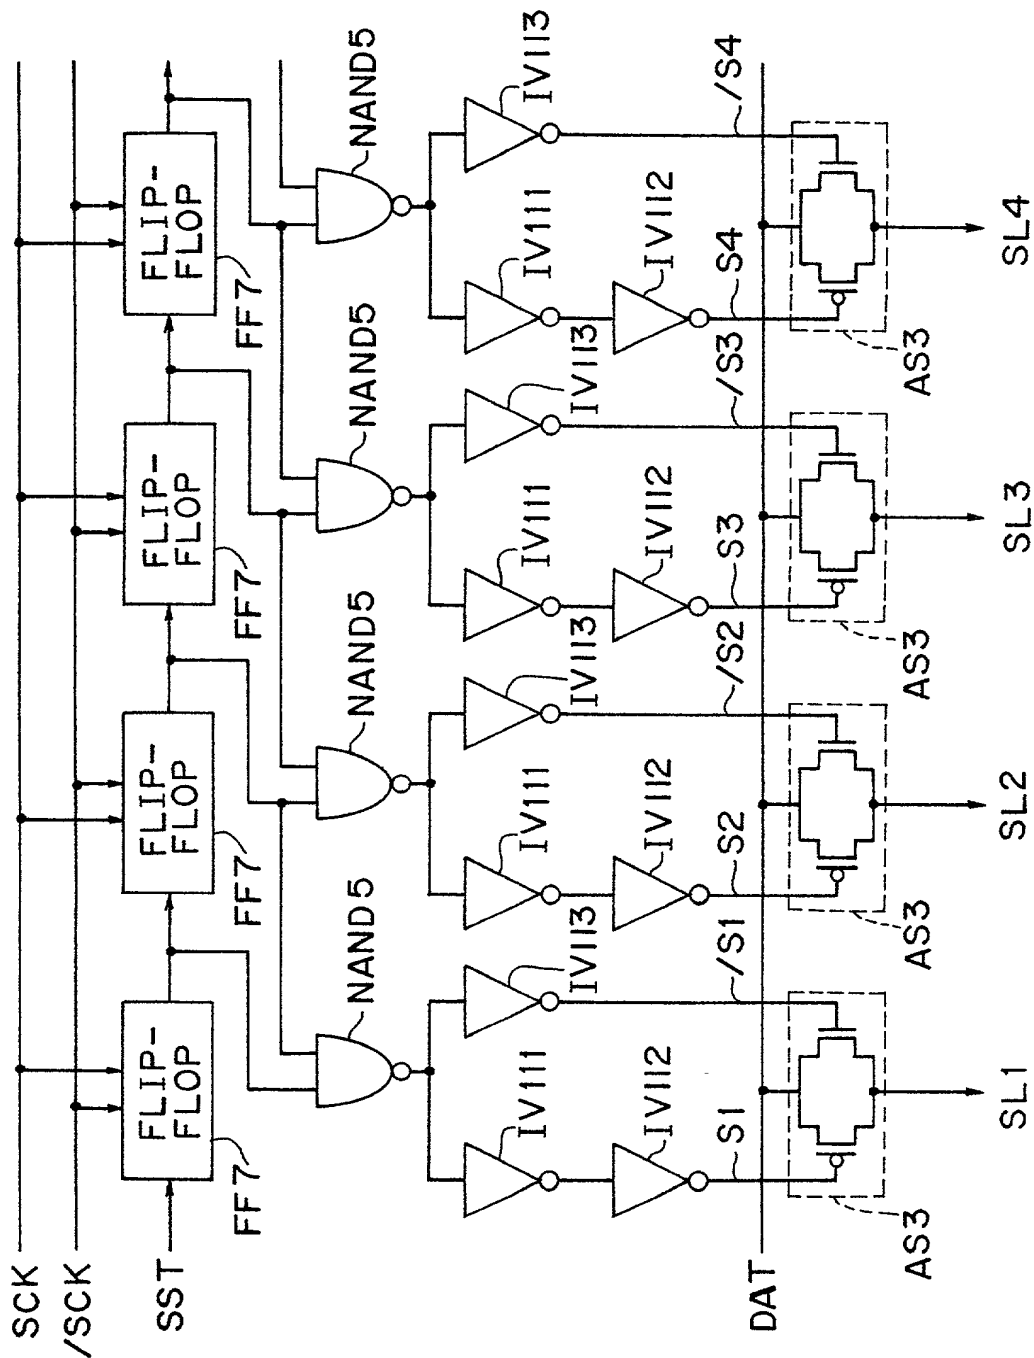 SCK
/SCK
SST
FLIP-
FLOP
FLIP-
FLOP
FLIP-
FLOP
FLIP-
FLOP
FF7
FF7
FF7
FF7
NAND5
NAND5
NAND5
NAND5
IV111
IV113
IV111
IV113
IV111
IV113
IV111
IV113
IV112
IV112
IV112
IV112
S1
/S1
S2
/S2
S3
/S3
S4
/S4
DAT
AS3
AS3
AS3
AS3
SL1
SL2
SL3
SL4